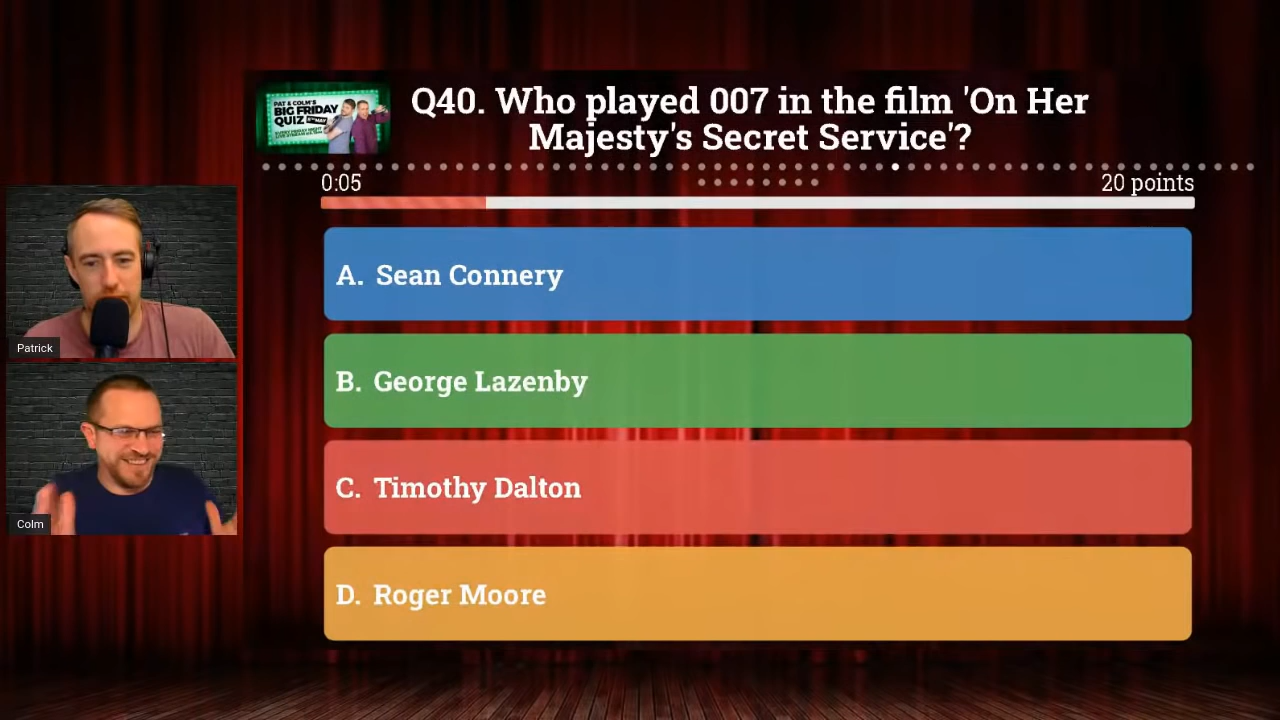 PAT & COLM'S
BIG FRIDAY
QUIZ
Q40. Who played 007 in the film 'On Her
Majesty's Secret Service'?
0:05
20 points
A. Sean Connery
B. George Lazenby
C. Timothy Dalton
D. Roger Moore
Patrick
Colm